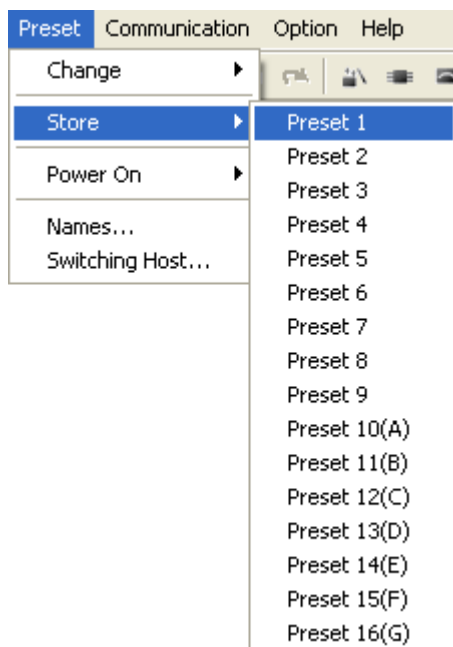 Preset Communication Option Help
Change
Store
Power On
Names...
Switching Host...
Preset 1
Preset 2
Preset 3
Preset 4
Preset 5
Preset 6
Preset 7
Preset 8
Preset 9
Preset 10(A)
Preset 11(B)
Preset 12(C)
Preset 13(D)
Preset 14(E)
Preset 15(F)
Preset 16(G)